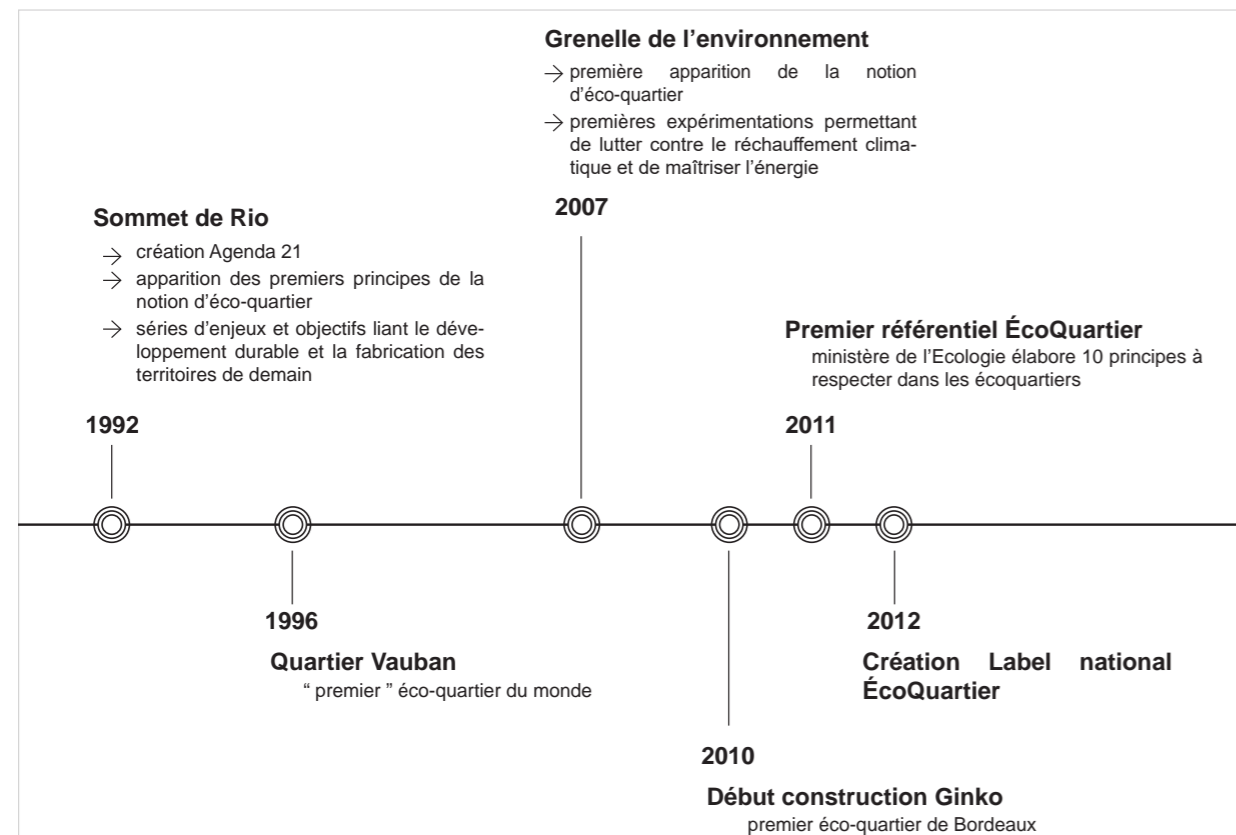 Grenelle de l’environnement
→ première apparition de la notion
d’éco-quartier
→ premières expérimentations permettant
de lutter contre le réchauffement clima-
tique et de maîtriser l’énergie
2007
Sommet de Rio
→ création Agenda 21
→ apparition des premiers principes de la
notion d’éco-quartier
→ séries d’enjeux et objectifs liant le déve-
loppement durable et la fabrication des
territoires de demain
1992
Premier référentiel ÉcoQuartier
ministère de l’Ecologie élabore 10 principes à
respecter dans les écoquartiers
2011
1996
Quartier Vauban
“ premier ” éco-quartier du monde
2012
Création Label national
ÉcoQuartier
2010
Début construction Ginko
premier éco-quartier de Bordeaux